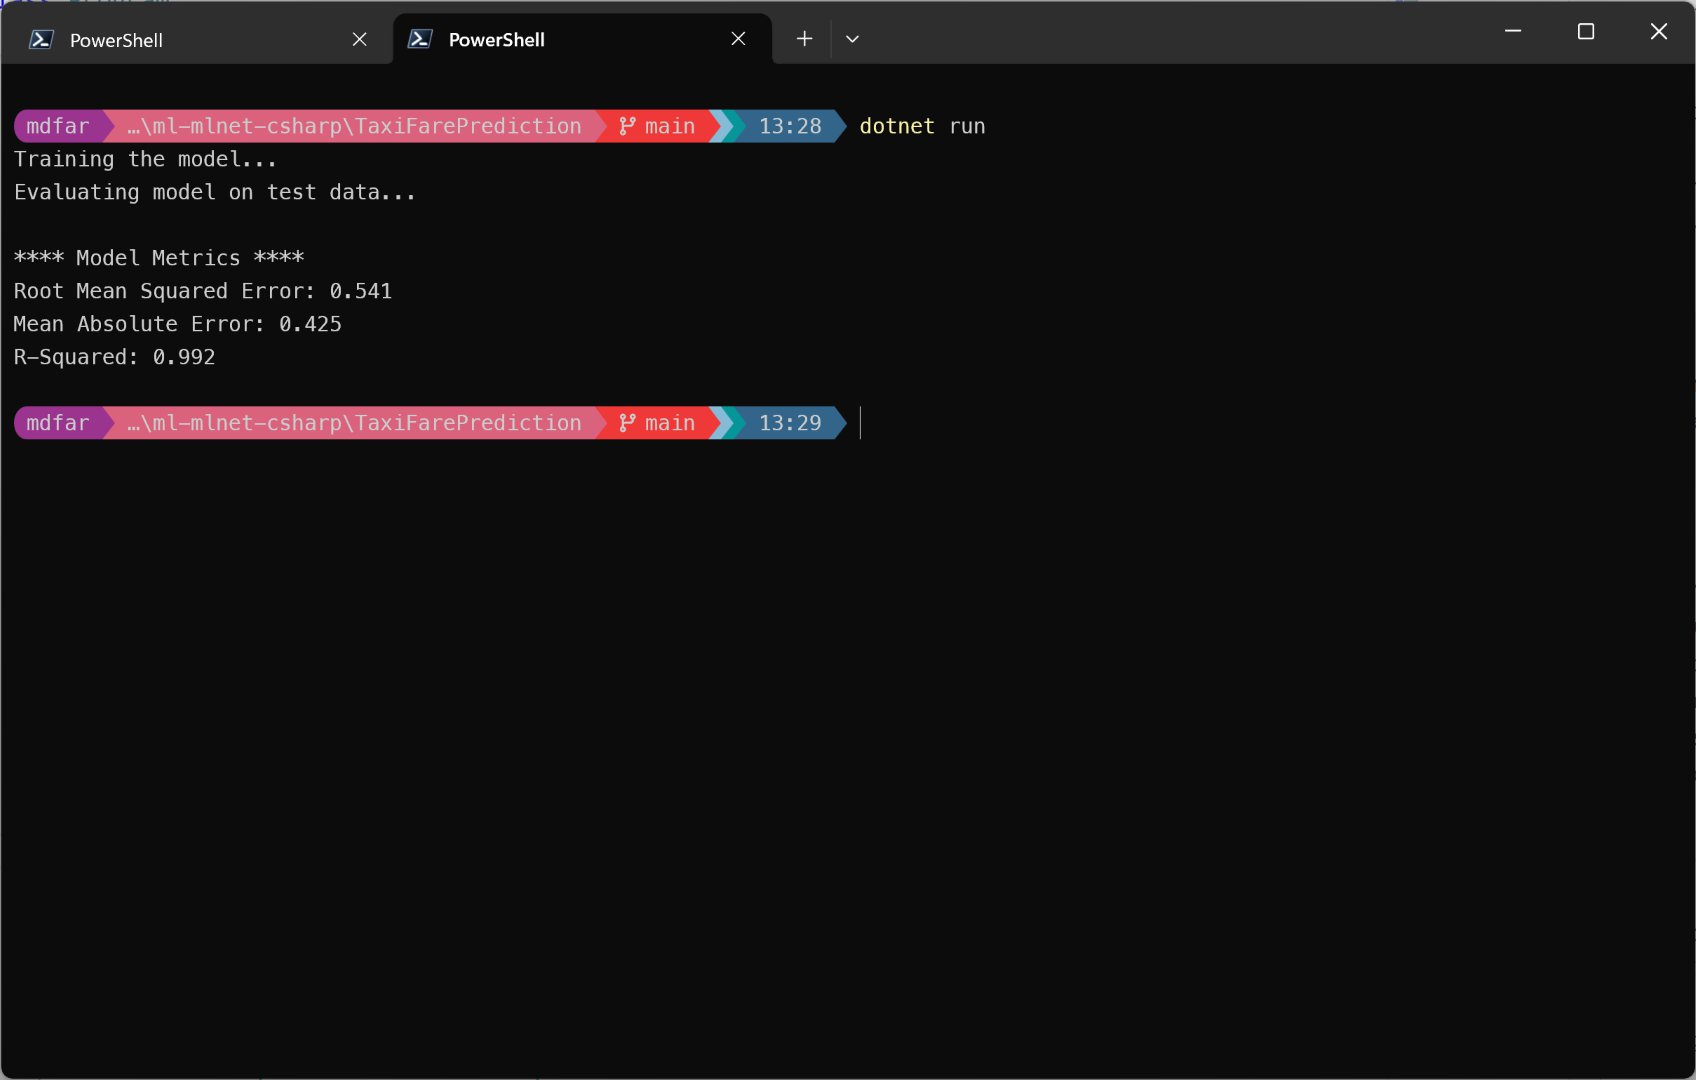 PowerShell PowerShell
mdfar …\ml-mlnet-csharp\TaxiFarePrediction main 13:28 dotnet run
Training the model...
Evaluating model on test data...
**** Model Metrics ****
Root Mean Squared Error: 0.541
Mean Absolute Error: 0.425
R-Squared: 0.992
mdfar …\ml-mlnet-csharp\TaxiFarePrediction main 13:29